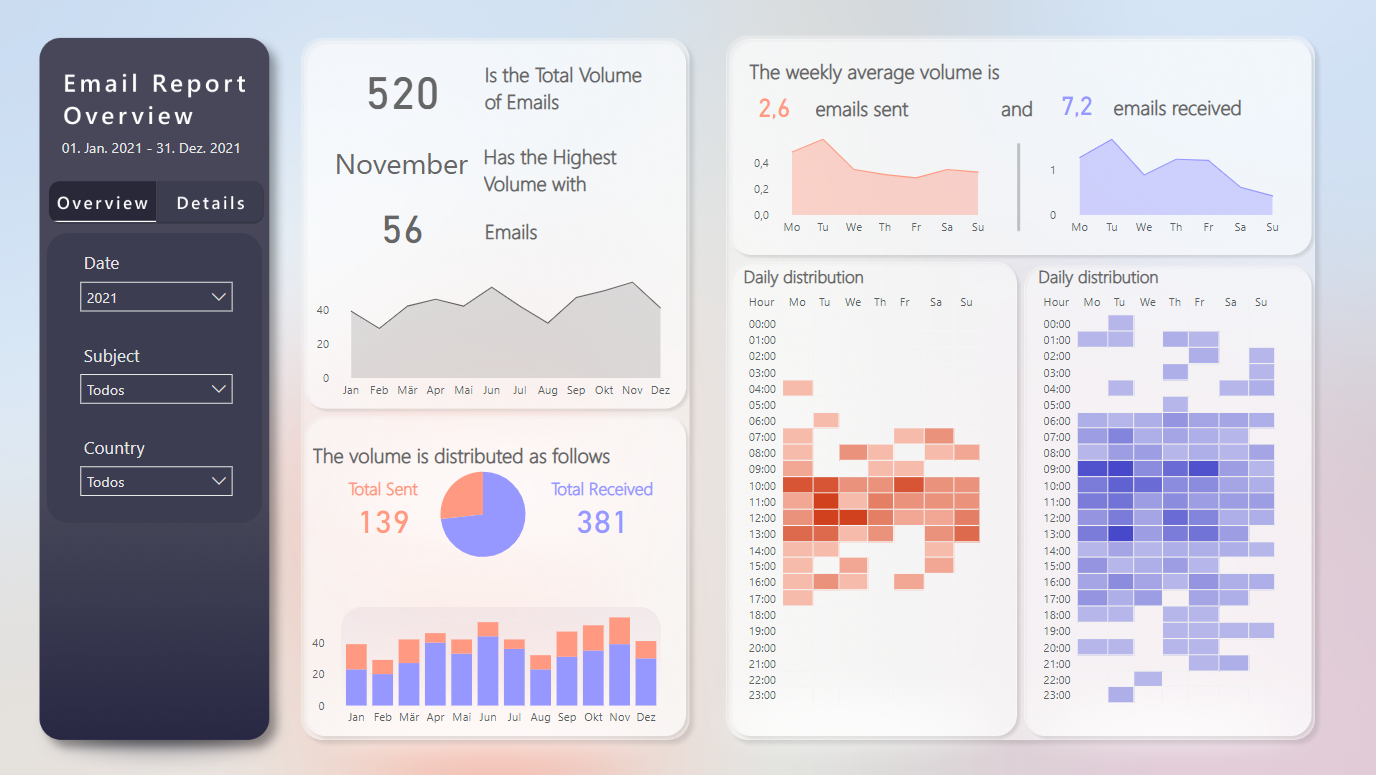 Email Report
Overview
01. Jan. 2021 - 31. Dez. 2021
Overview Details
Date
2021
Subject
Todos
Country
Todos
520 Is the Total Volume
of Emails
November Has the Highest
Volume with
56 Emails
40
20
0
Jan Feb Mär Apr Mai Jun Jul Aug Sep Okt Nov Dez
The volume is distributed as follows
Total Sent Total Received
139 381
40
20
0
Jan Feb Mär Apr Mai Jun Jul Aug Sep Okt Nov Dez
The weekly average volume is
2,6 emails sent and 7,2 emails received
0,4
0,2
0,0
Mo Tu We Th Fr Sa Su
1
0
Mo Tu We Th Fr Sa Su
Daily distribution
Hour Mo Tu We Th Fr Sa Su
00:00
01:00
02:00
03:00
04:00
05:00
06:00
07:00
08:00
09:00
10:00
11:00
12:00
13:00
14:00
15:00
16:00
17:00
18:00
19:00
20:00
21:00
22:00
23:00
Daily distribution
Hour Mo Tu We Th Fr Sa Su
00:00
01:00
02:00
03:00
04:00
05:00
06:00
07:00
08:00
09:00
10:00
11:00
12:00
13:00
14:00
15:00
16:00
17:00
18:00
19:00
20:00
21:00
22:00
23:00